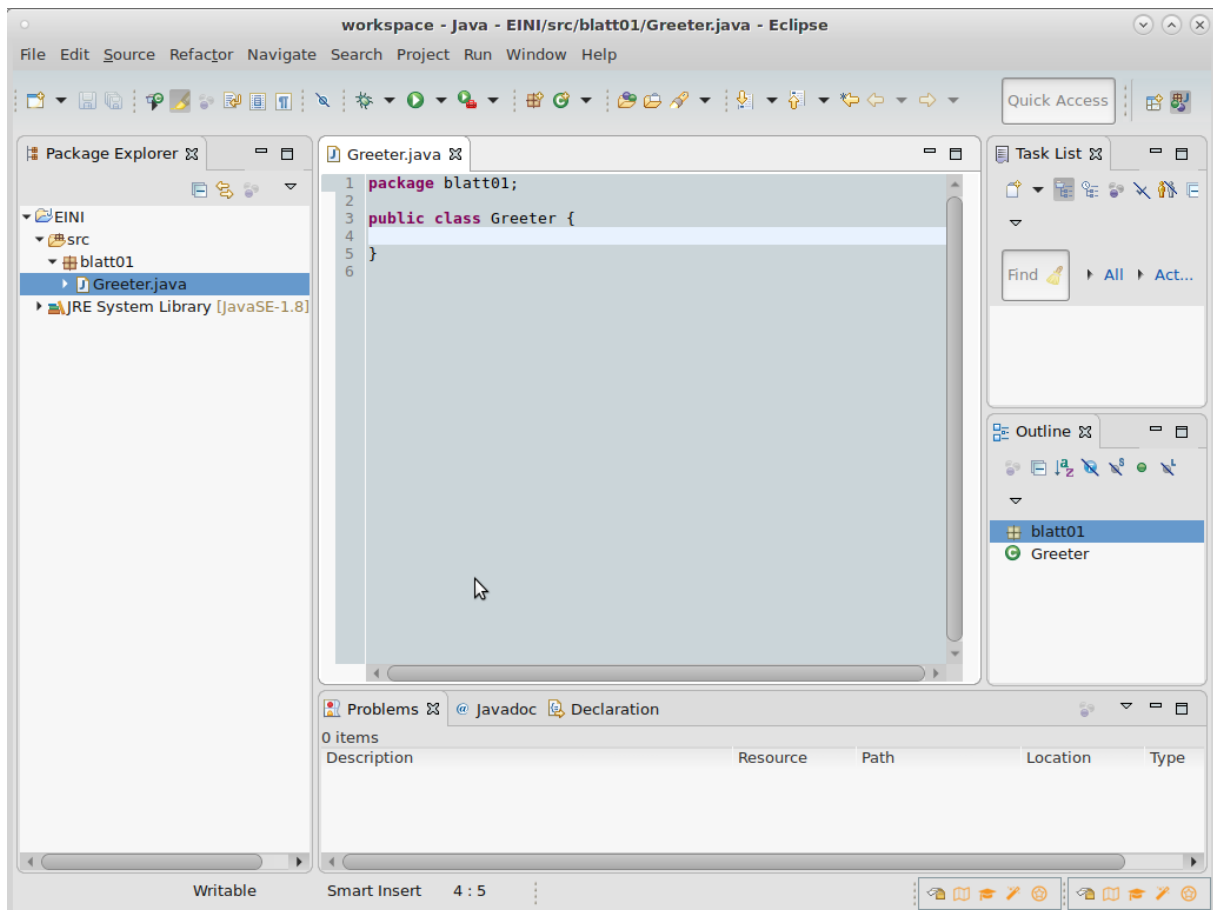 workspace - Java - EINI/src/blatt01/Greeter.java - Eclipse
File Edit Source Refactor Navigate Search Project Run Window Help
Quick Access
Package Explorer
EINI
src
blatt01
Greeter.java
JRE System Library [JavaSE-1.8]
Greeter.java
1 package blatt01;
2
3 public class Greeter {
4
5 }
6
Task List
Find
All
Act...
Outline
blatt01
Greeter
Problems @ Javadoc Declaration
0 items
Description Resource Path Location Type
Writable Smart Insert 4 : 5